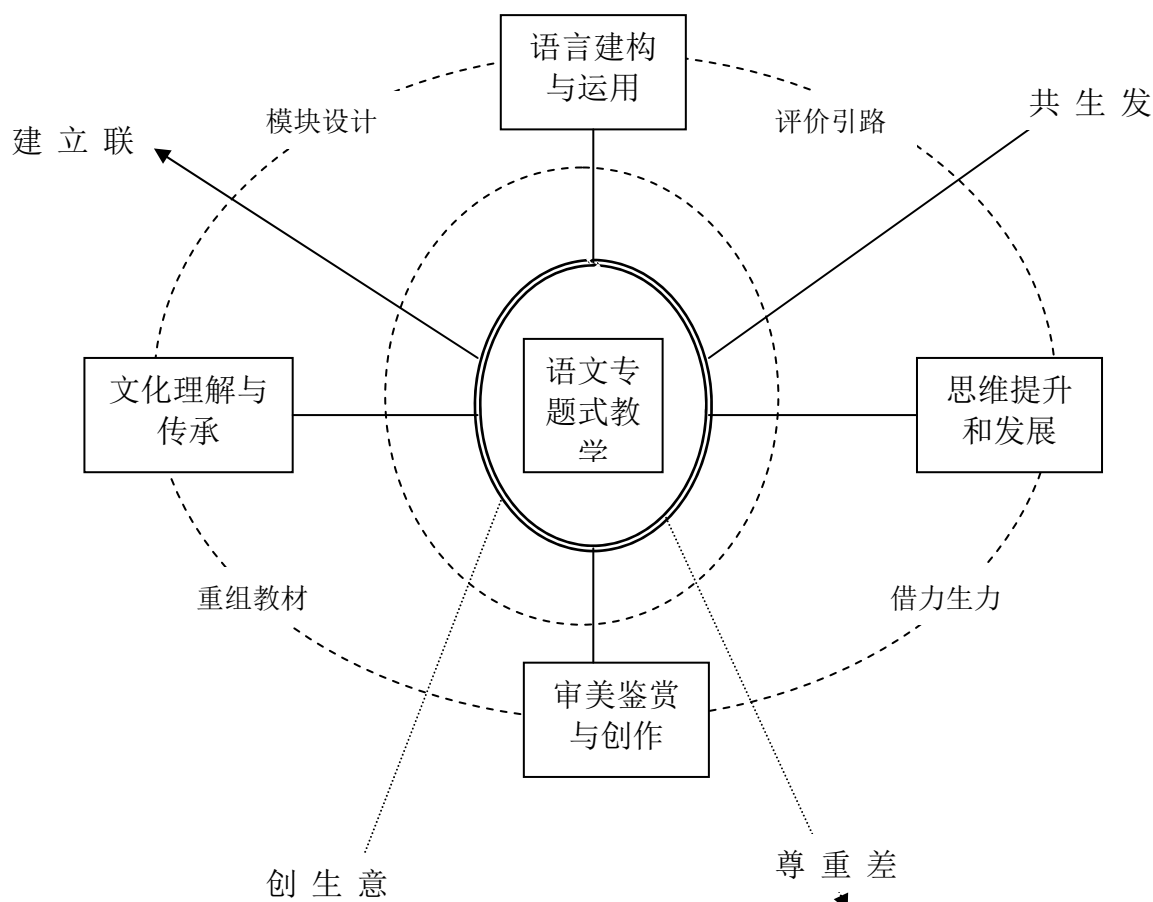 语言建构
与运用
共 生 发
模块设计
评价引路
建 立 联
语文专
题式教
学
文化理解与
传承
思维提升
和发展
重组教材
借力生力
审美鉴赏
与创作
尊 重 差
创 生 意